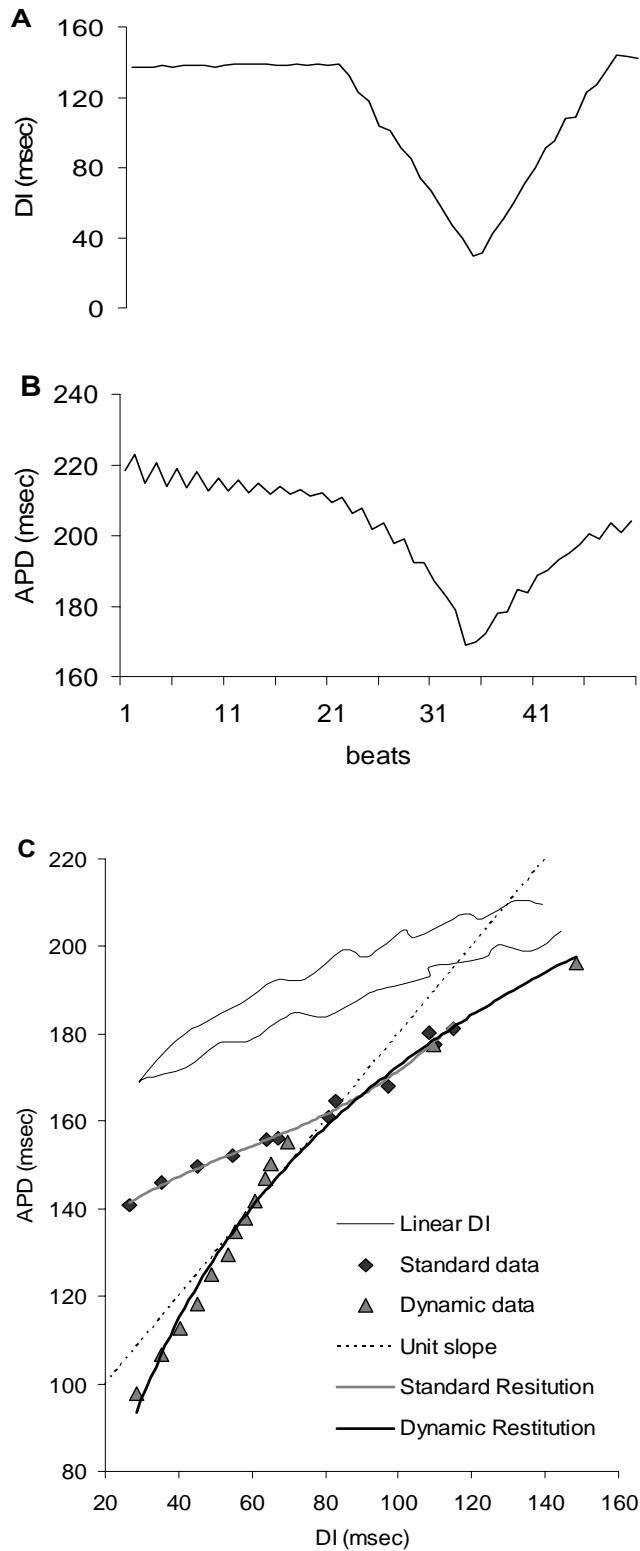 A
160
120
80
40
0
DI (msec)
B
240
220
200
180
160
APD (msec)
1 11 21 31 41
beats
C
220
200
180
160
140
120
100
80
APD (msec)
Linear DI
Standard data
Dynamic data
Unit slope
Standard Resitution
Dynamic Restitution
20 40 60 80 100 120 140 160
DI (msec)